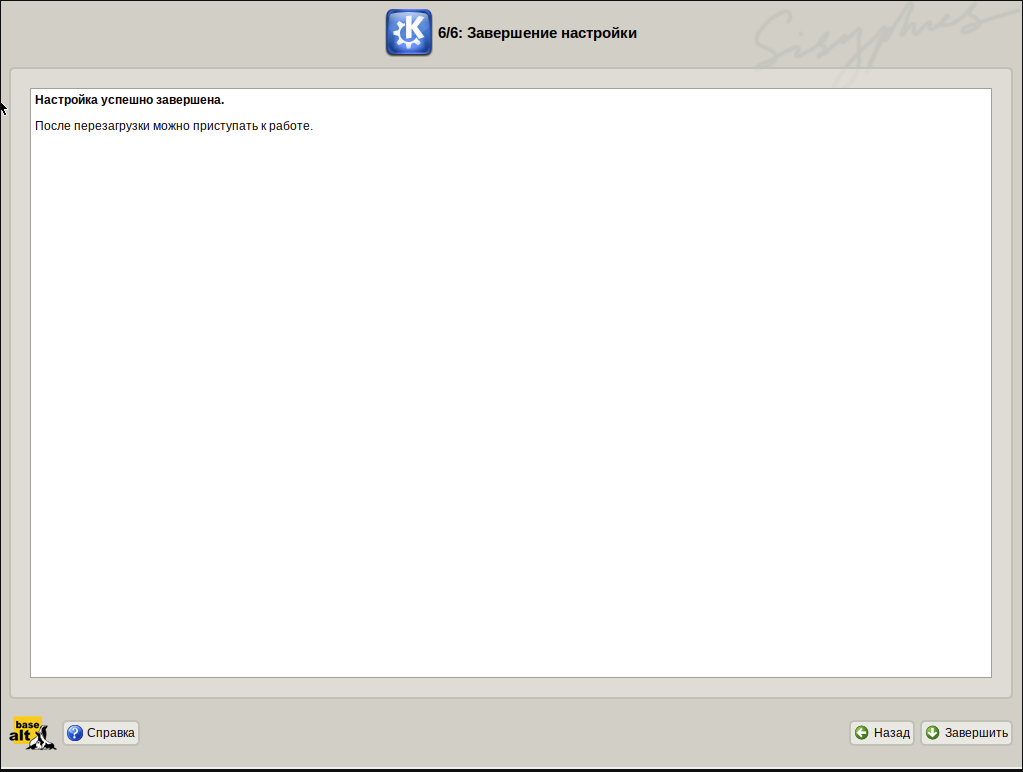 6/6: Завершение настройки
Sisyphus
Настройка успешно завершена.
После перезагрузки можно приступать к работе.
base
alt
Справка
Назад
Завершить